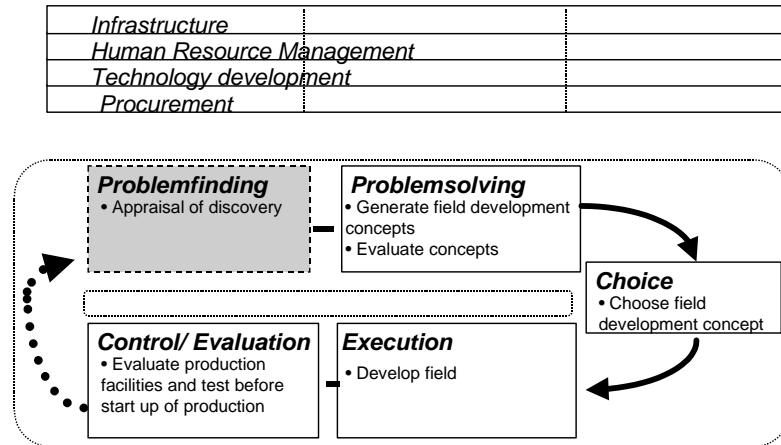 Infrastructure
Human Resource Management
Technology development
Procurement
Problemfinding
• Appraisal of discovery
Problemsolving
• Generate field development
concepts
• Evaluate concepts
Choice
• Choose field
development concept
Control/ Evaluation
• Evaluate production
facilities and test before
start up of production
Execution
• Develop field